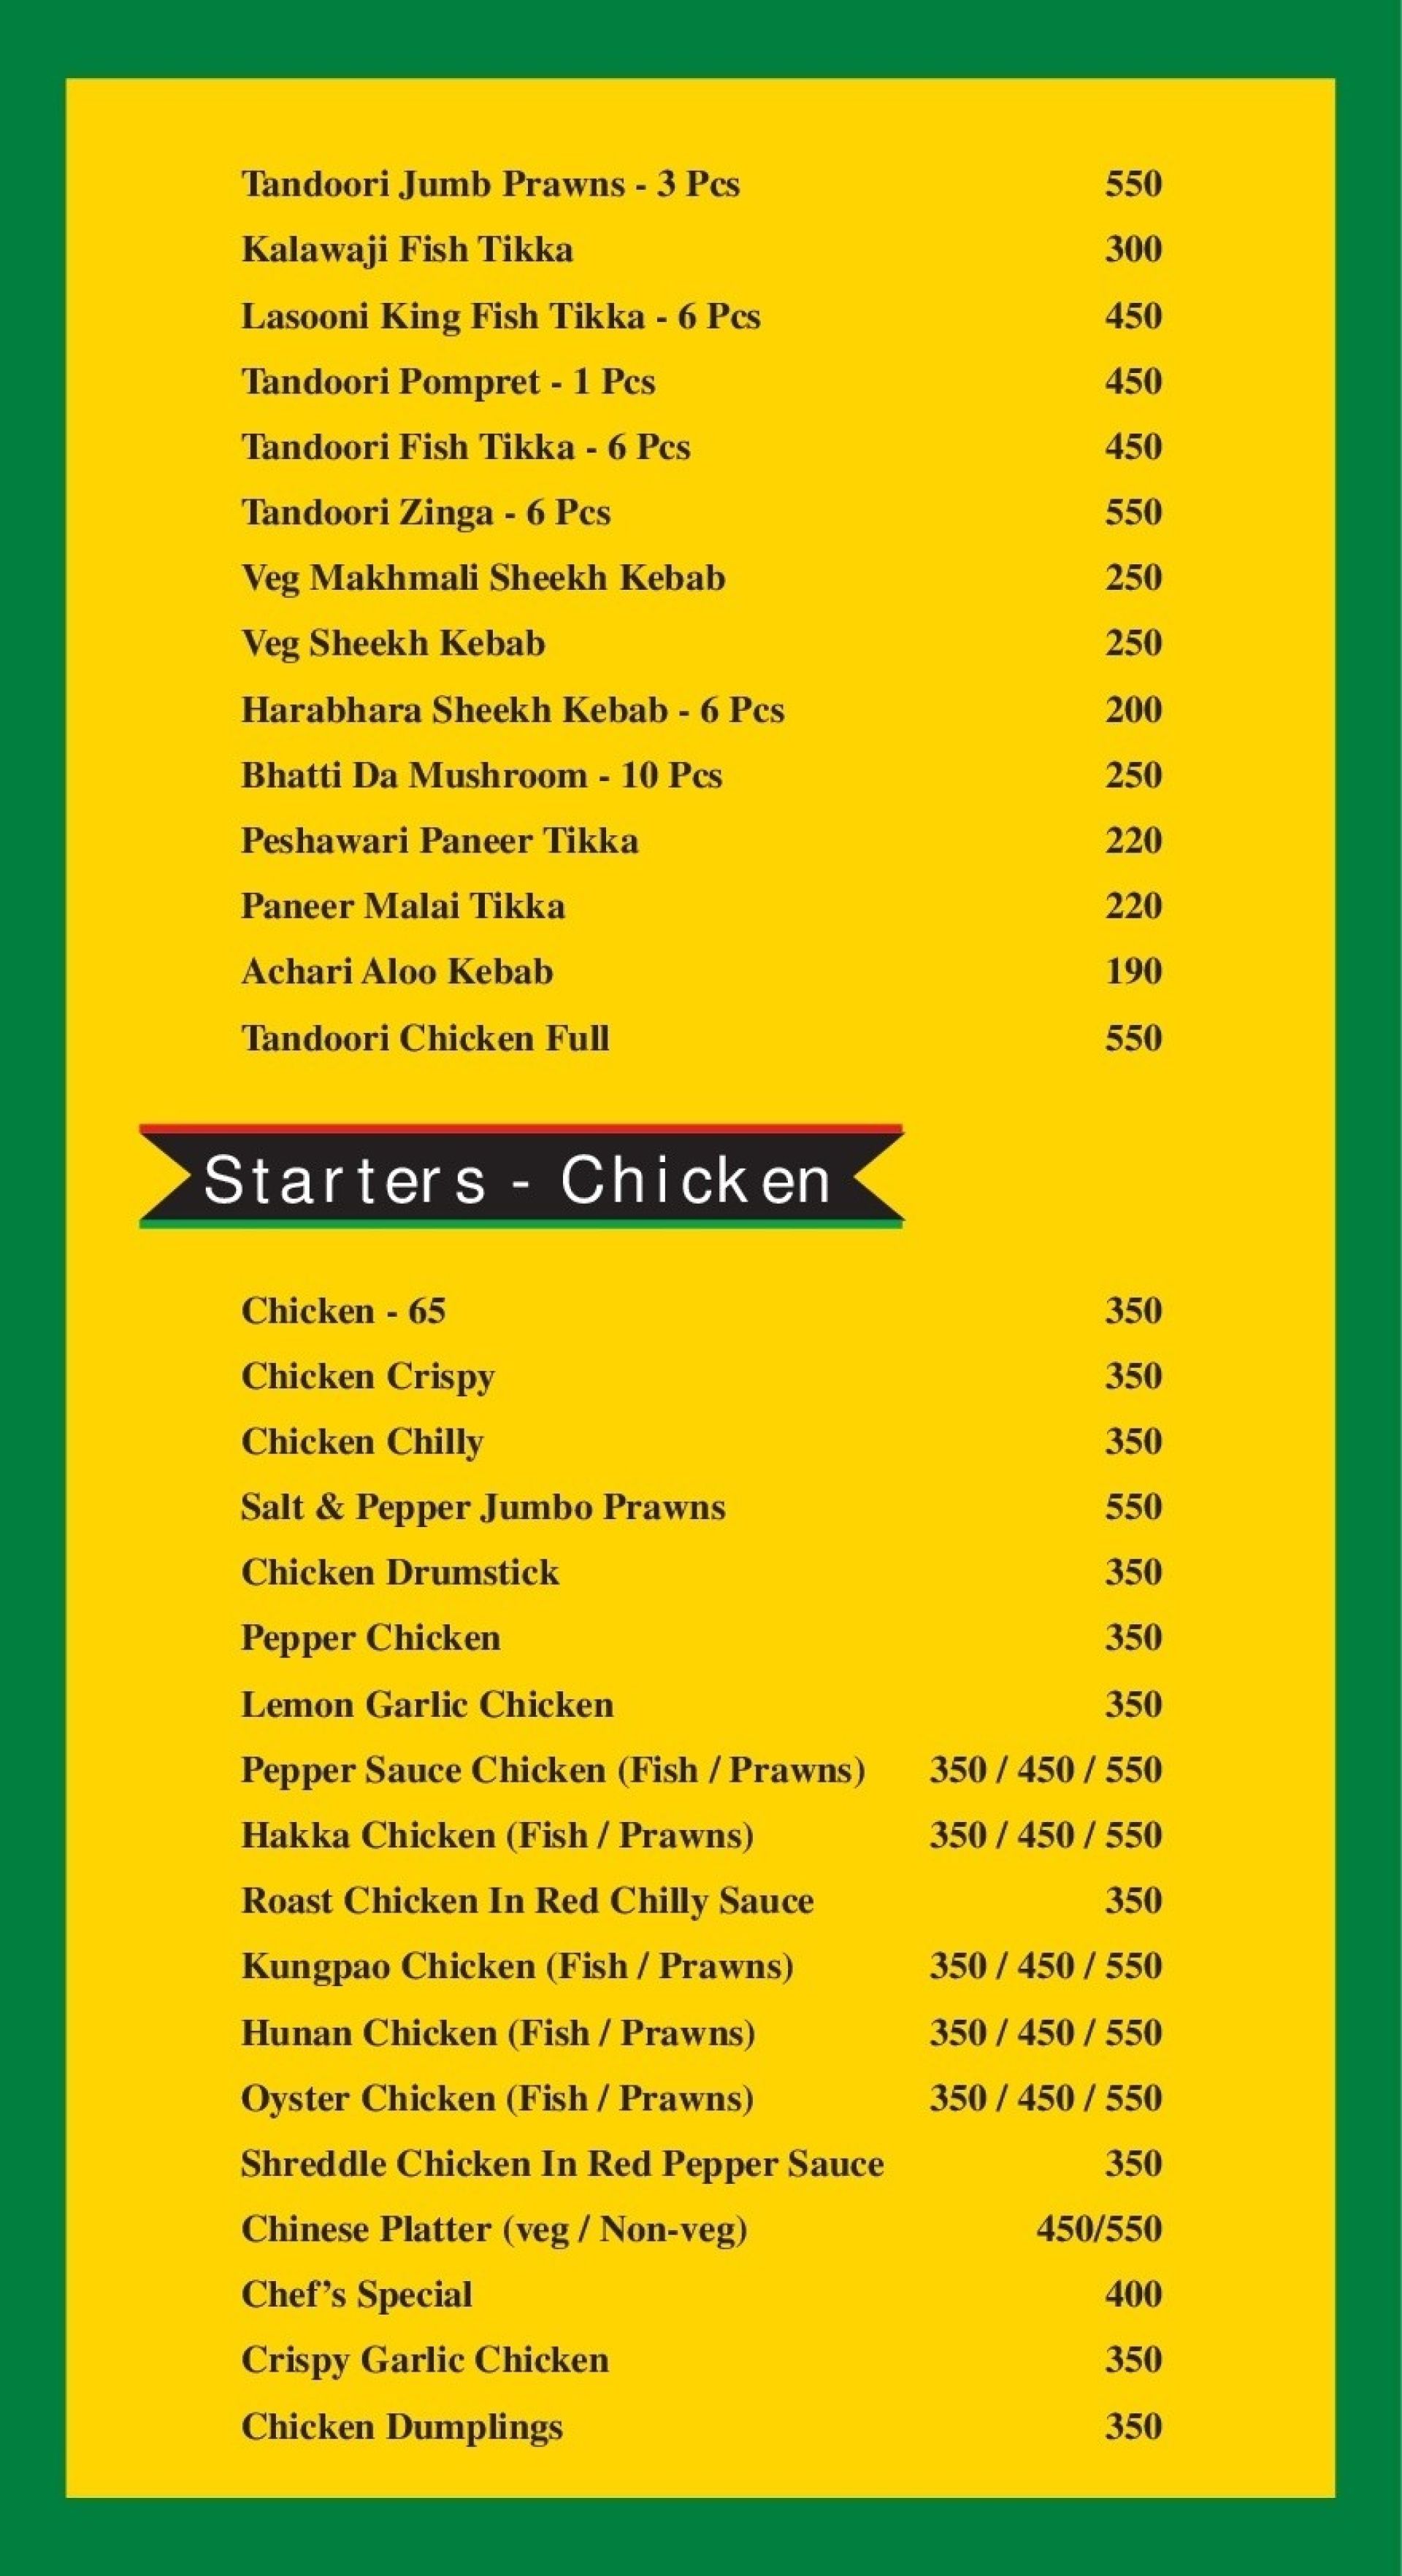 Tandoori Jumb Prawns - 3 Pcs 550
Kalawaji Fish Tikka 300
Lasooni King Fish Tikka - 6 Pcs 450
Tandoori Pompret - 1 Pcs 450
Tandoori Fish Tikka - 6 Pcs 450
Tandoori Zinga - 6 Pcs 550
Veg Makhmali Sheekh Kebab 250
Veg Sheekh Kebab 250
Harabhara Sheekh Kebab - 6 Pcs 200
Bhatti Da Mushroom - 10 Pcs 250
Peshawari Paneer Tikka 220
Paneer Malai Tikka 220
Achari Aloo Kebab 190
Tandoori Chicken Full 550
Starters - Chicken
Chicken - 65 350
Chicken Crispy 350
Chicken Chilly 350
Salt & Pepper Jumbo Prawns 550
Chicken Drumstick 350
Pepper Chicken 350
Lemon Garlic Chicken 350
Pepper Sauce Chicken (Fish / Prawns) 350 / 450 / 550
Hakka Chicken (Fish / Prawns) 350 / 450 / 550
Roast Chicken In Red Chilly Sauce 350
Kungpao Chicken (Fish / Prawns) 350 / 450 / 550
Hunan Chicken (Fish / Prawns) 350 / 450 / 550
Oyster Chicken (Fish / Prawns) 350 / 450 / 550
Shreddle Chicken In Red Pepper Sauce 350
Chinese Platter (veg / Non-veg) 450/550
Chef’s Special 400
Crispy Garlic Chicken 350
Chicken Dumplings 350